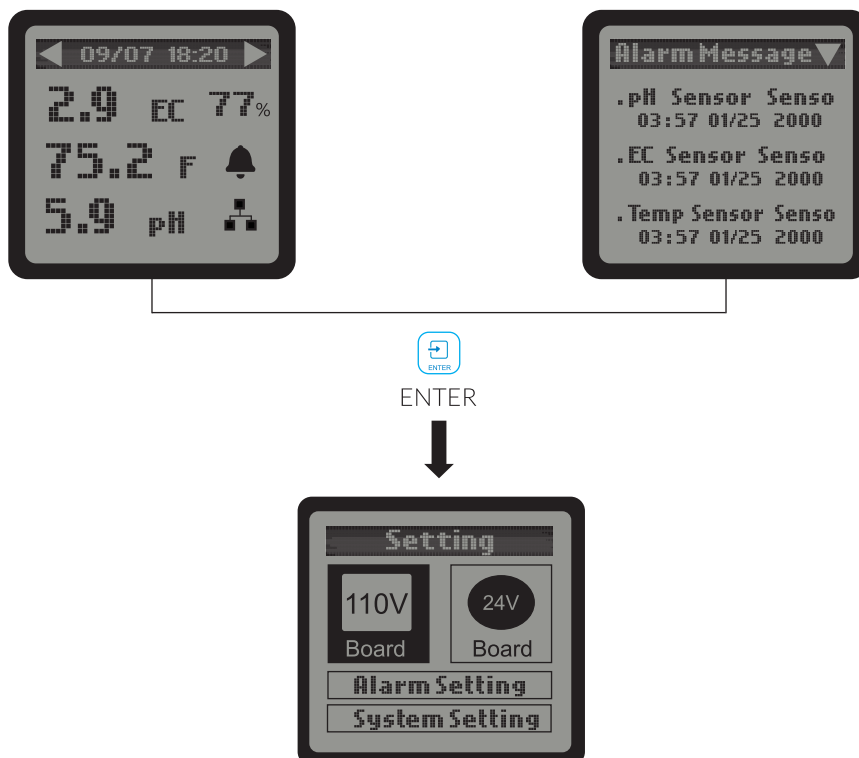 09/07 18:20
2.9 EC 77%
75.2 F
5.9 pH
Alarm Message
.pH Sensor Senso
03:57 01/25 2000
.EC Sensor Senso
03:57 01/25 2000
.Temp Sensor Senso
03:57 01/25 2000
ENTER
ENTER
Setting
110V
Board
24V
Board
Alarm Setting
System Setting